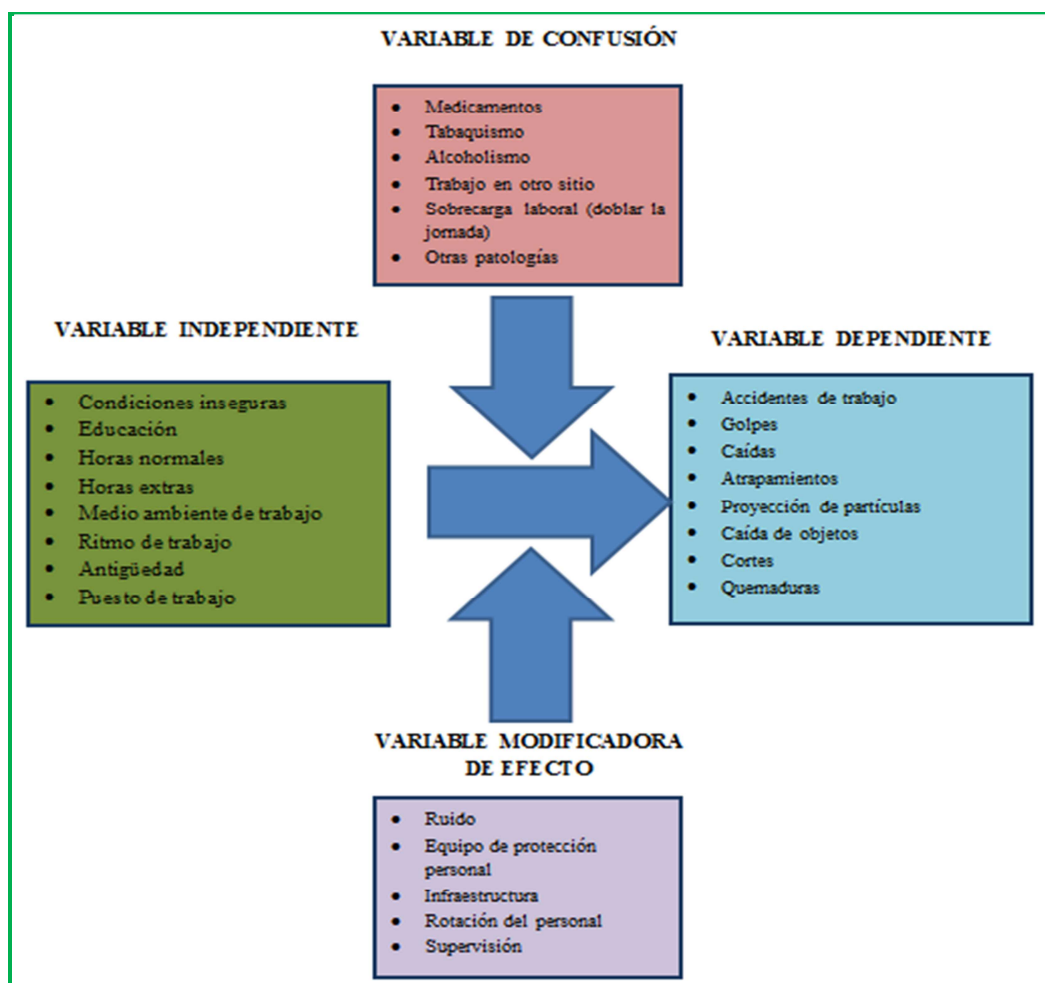 VARIABLE DE CONFUSIÓN
• Medicamentos
• Tabaquismo
• Alcoholismo
• Trabajo en otro sitio
• Sobrecarga laboral (doblar la
jornada)
• Otras patologías
VARIABLE INDEPENDIENTE
• Condiciones inseguras
• Educación
• Horas normales
• Horas extras
• Medio ambiente de trabajo
• Ritmo de trabajo
• Antigüedad
• Puesto de trabajo
VARIABLE DEPENDIENTE
• Accidentes de trabajo
• Golpes
• Caídas
• Atrapamientos
• Proyección de partículas
• Caída de objetos
• Cortes
• Quemaduras
VARIABLE MODIFICADORA
DE EFECTO
• Ruido
• Equipo de protección
personal
• Infraestructura
• Rotación del personal
• Supervisión